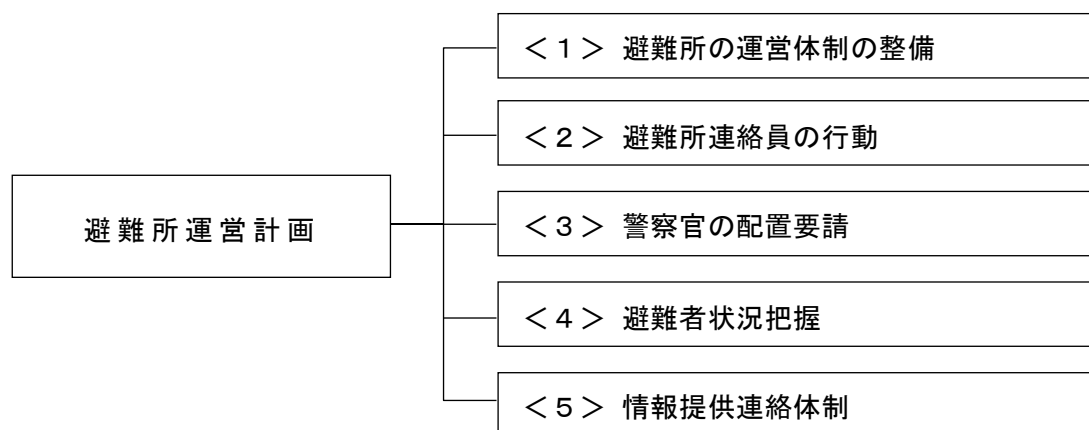 避難所運営計画
＜１＞ 避難所の運営体制の整備
＜２＞ 避難所連絡員の行動
＜３＞ 警察官の配置要請
＜４＞ 避難者状況把握
＜５＞ 情報提供連絡体制